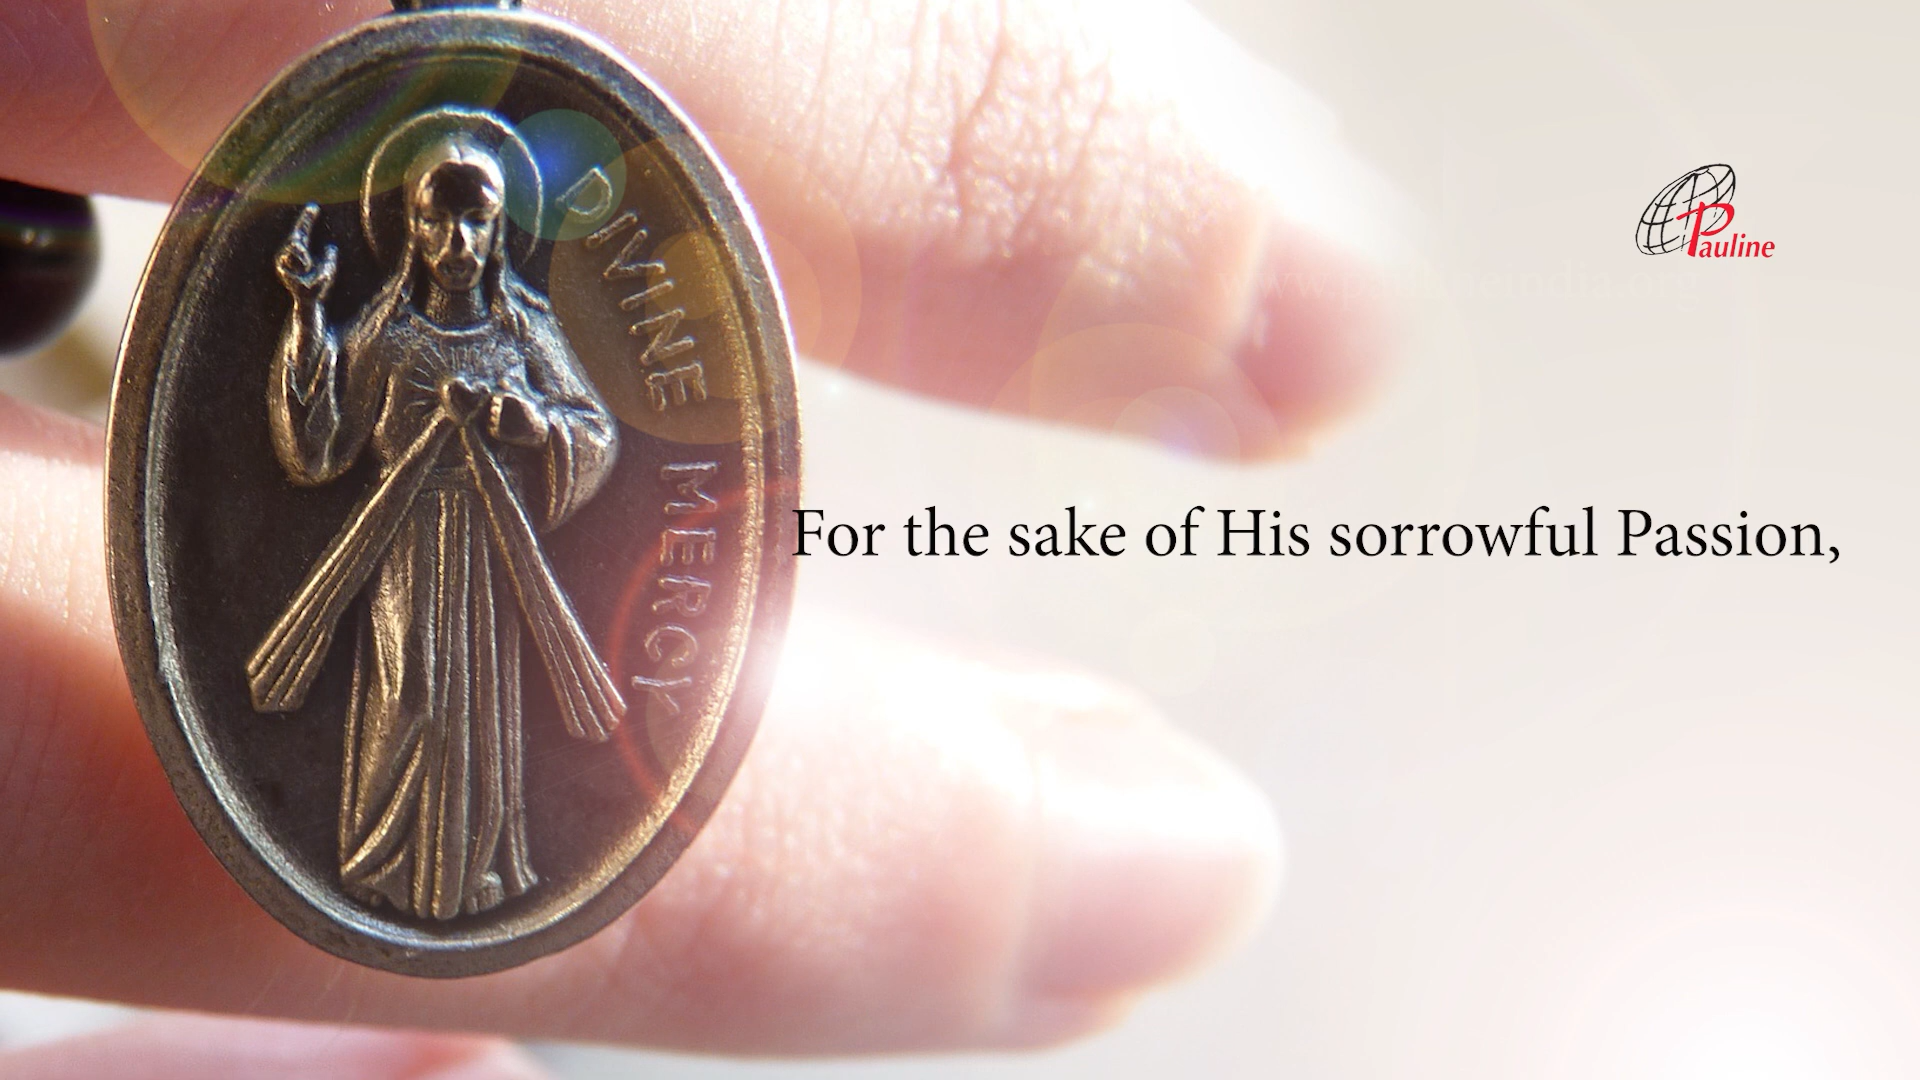 DIVINE MERCY
Pauline
For the sake of His sorrowful Passion,